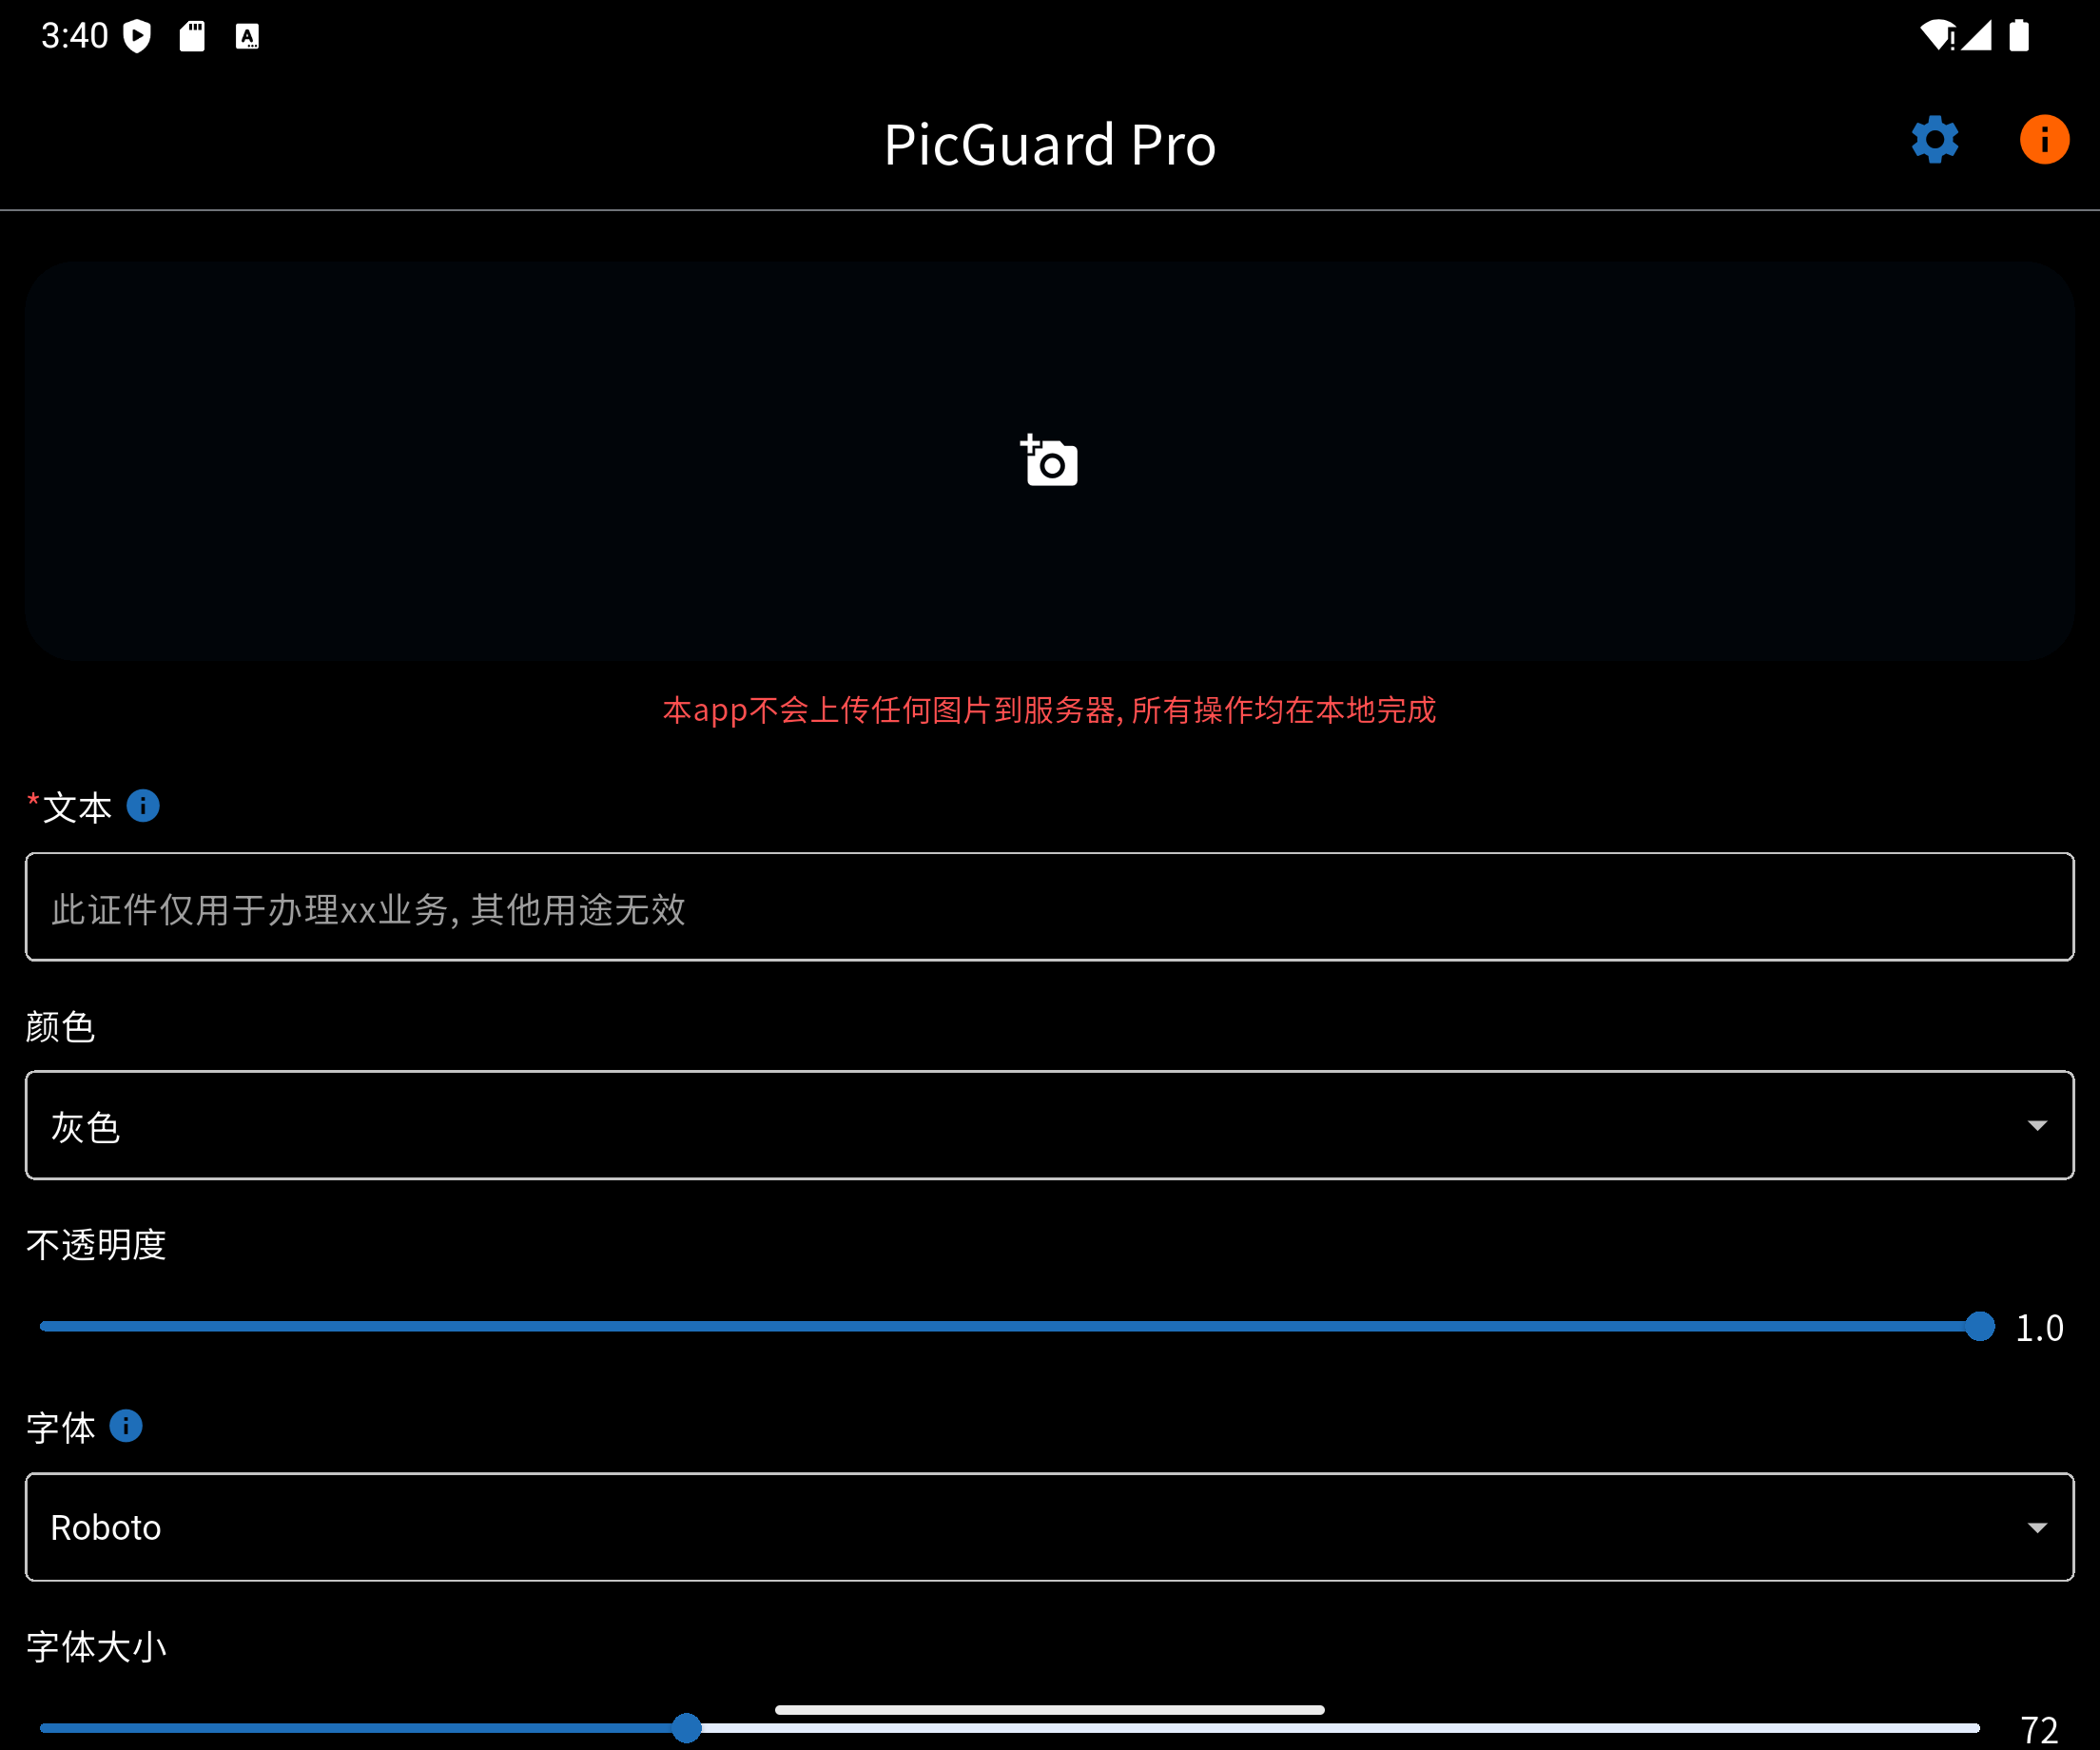 3:40
PicGuard Pro
本app不会上传任何图片到服务器, 所有操作均在本地完成
*文本
此证件仅用于办理xx业务, 其他用途无效
颜色
灰色
不透明度
1.0
字体
Roboto
字体大小
72